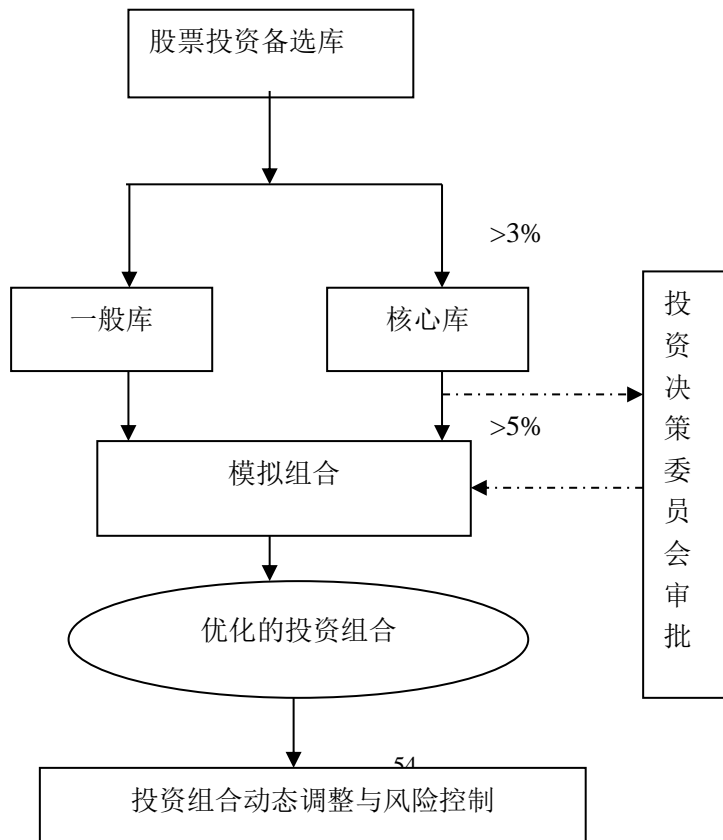 股票投资备选库
>3%
一般库
核心库
投资决策委员会审批
>5%
模拟组合
优化的投资组合
54
投资组合动态调整与风险控制